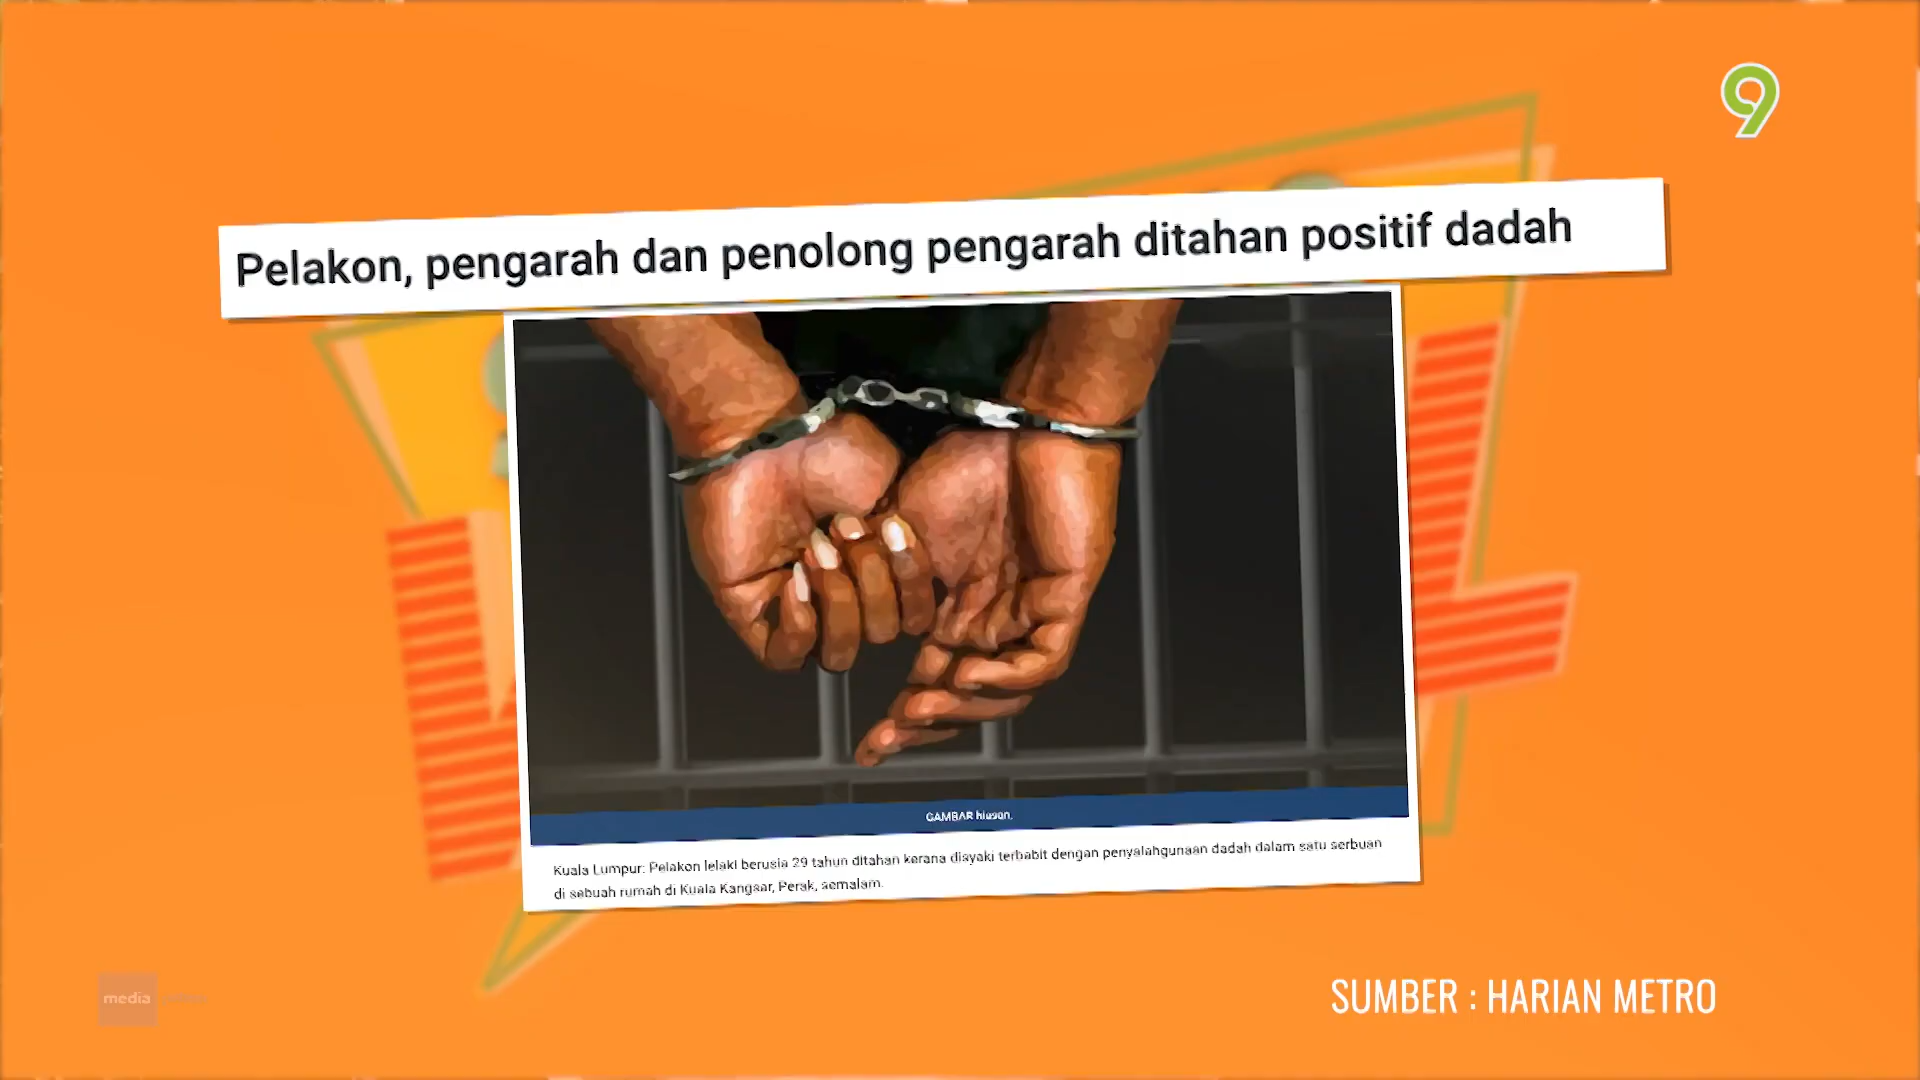 9
Pelakon, pengarah dan penolong pengarah ditahan positif dadah
GAMBAR hiasan.
Kuala Lumpur: Pelakon lelaki berusia 29 tahun ditahan kerana disyaki terbabit dengan penyalahgunaan dadah dalam satu serbuan
di sebuah rumah di Kuala Kangsar, Perak, semalam.
media
SUMBER : HARIAN METRO